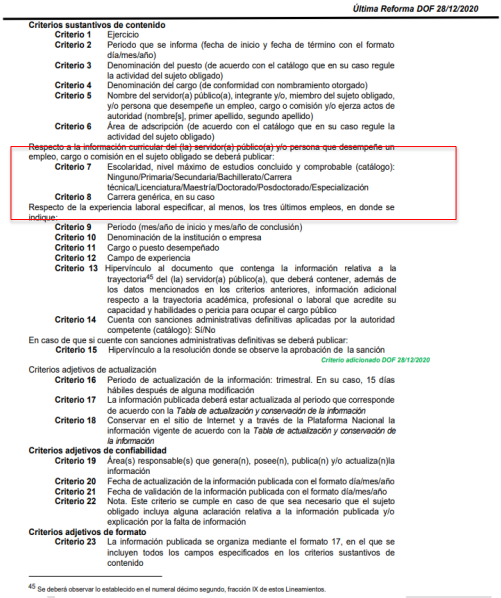 Última Reforma DOF 28/12/2020
Criterios sustantivos de contenido
Criterio 1 Ejercicio
Criterio 2 Periodo que se informa (fecha de inicio y fecha de término con el formato
día/mes/año)
Criterio 3 Denominación del puesto (de acuerdo con el catálogo que en su caso regule
la actividad del sujeto obligado)
Criterio 4 Denominación del cargo (de conformidad con nombramiento otorgado)
Criterio 5 Nombre del servidor(a) público(a), integrante y/o, miembro del sujeto obligado,
y/o persona que desempeñe un empleo, cargo o comisión y/o ejerza actos de
autoridad (nombre[s], primer apellido, segundo apellido)
Criterio 6 Área de adscripción (de acuerdo con el catálogo que en su caso regule la
actividad del sujeto obligado)
Respecto a la información curricular del (la) servidor(a) público(a) y/o persona que desempeñe un
empleo, cargo o comisión en el sujeto obligado se deberá publicar:
Criterio 7 Escolaridad, nivel máximo de estudios concluido y comprobable (catálogo):
Ninguno/Primaria/Secundaria/Bachillerato/Carrera
técnica/Licenciatura/Maestría/Doctorado/Posdoctorado/Especialización
Criterio 8 Carrera genérica, en su caso
Respecto de la experiencia laboral especificar, al menos, los tres últimos empleos, en donde se
indique:
Criterio 9 Periodo (mes/año de inicio y mes/año de conclusión)
Criterio 10 Denominación de la institución o empresa
Criterio 11 Cargo o puesto desempeñado
Criterio 12 Campo de experiencia
Criterio 13 Hipervínculo al documento que contenga la información relativa a la
trayectoria45 del (la) servidor(a) público(a), que deberá contener, además de
los datos mencionados en los criterios anteriores, información adicional
respecto a la trayectoria académica, profesional o laboral que acredite su
capacidad y habilidades o pericia para ocupar el cargo público
Criterio 14 Cuenta con sanciones administrativas definitivas aplicadas por la autoridad
competente (catálogo): Sí/No
En caso de que si cuente con sanciones administrativas definitivas se deberá publicar:
Criterio 15 Hipervínculo a la resolución donde se observe la aprobación de la sanción
Criterio adicionado DOF 28/12/2020
Criterios adjetivos de actualización
Criterio 16 Periodo de actualización de la información: trimestral. En su caso, 15 días
hábiles después de alguna modificación
Criterio 17 La información publicada deberá estar actualizada al periodo que corresponde
de acuerdo con la Tabla de actualización y conservación de la información
Criterio 18 Conservar en el sitio de Internet y a través de la Plataforma Nacional la
información vigente de acuerdo con la Tabla de actualización y conservación de
la información
Criterios adjetivos de confiabilidad
Criterio 19 Área(s) responsable(s) que genera(n), posee(n), publica(n) y/o actualiza(n)la
información
Criterio 20 Fecha de actualización de la información publicada con el formato día/mes/año
Criterio 21 Fecha de validación de la información publicada con el formato día/mes/año
Criterio 22 Nota. Este criterio se cumple en caso de que sea necesario que el sujeto
obligado incluya alguna aclaración relativa a la información publicada y/o
explicación por la falta de información
Criterios adjetivos de formato
Criterio 23 La información publicada se organiza mediante el formato 17, en el que se
incluyen todos los campos especificados en los criterios sustantivos de
contenido
45 Se deberá observar lo establecido en el numeral décimo segundo, fracción IX de estos Lineamientos.